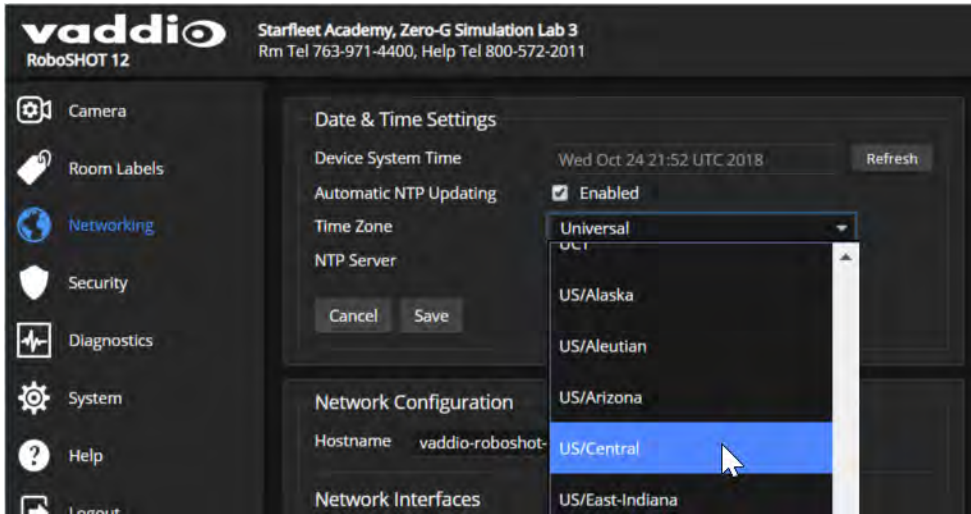 vaddio
RoboSHOT 12
Starfleet Academy, Zero-G Simulation Lab 3
Rm Tel 763-971-4400, Help Tel 800-572-2011
Camera
Room Labels
Networking
Security
Diagnostics
System
Help
Logout
Date & Time Settings
Device System Time Wed Oct 24 21:52 UTC 2018 Refresh
Automatic NTP Updating Enabled
Time Zone Universal
NTP Server
UCT
US/Alaska
US/Aleutian
US/Arizona
US/Central
US/East-Indiana
Cancel Save
Network Configuration
Hostname vaddio-roboshot-
Network Interfaces